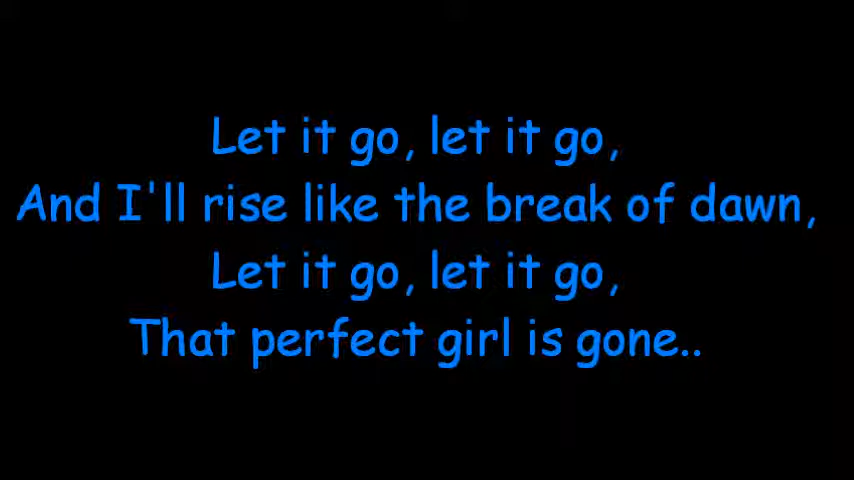 Let it go, let it go,
And I'll rise like the break of dawn,
Let it go, let it go,
That perfect girl is gone..